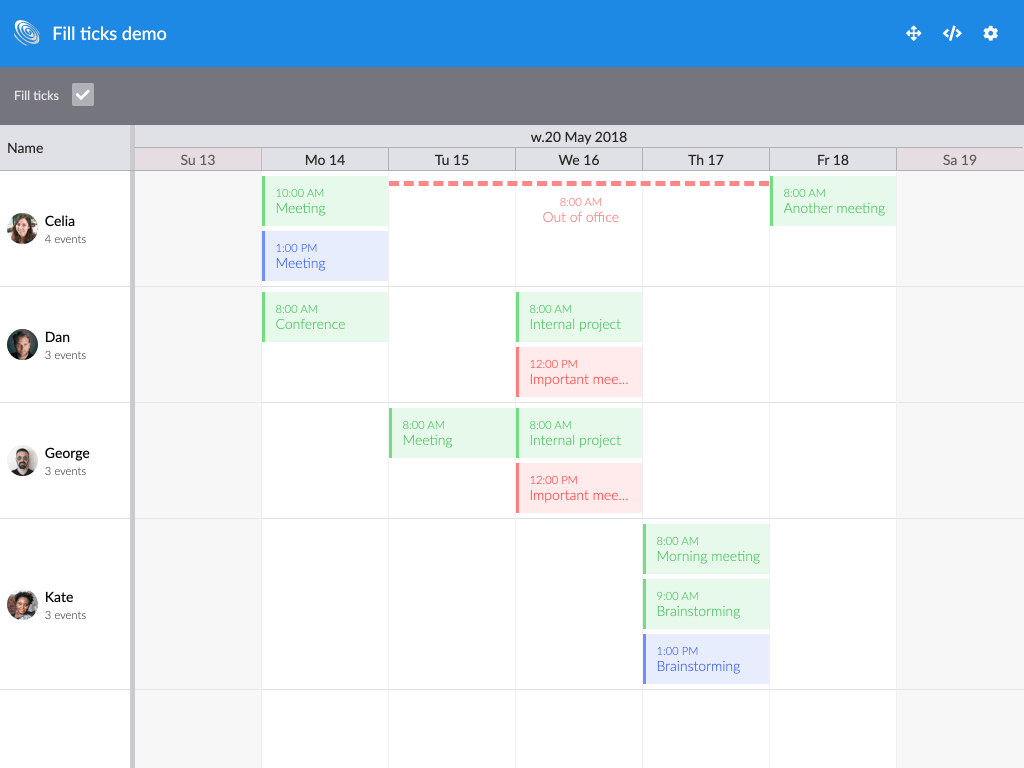 Fill ticks demo
Fill ticks
Name
w.20 May 2018
Su 13
Mo 14
Tu 15
We 16
Th 17
Fr 18
Sa 19
Celia
4 events
10:00 AM
Meeting
1:00 PM
Meeting
8:00 AM
Out of office
8:00 AM
Another meeting
Dan
3 events
8:00 AM
Conference
8:00 AM
Internal project
12:00 PM
Important mee...
George
3 events
8:00 AM
Meeting
8:00 AM
Internal project
12:00 PM
Important mee...
Kate
3 events
8:00 AM
Morning meeting
9:00 AM
Brainstorming
1:00 PM
Brainstorming